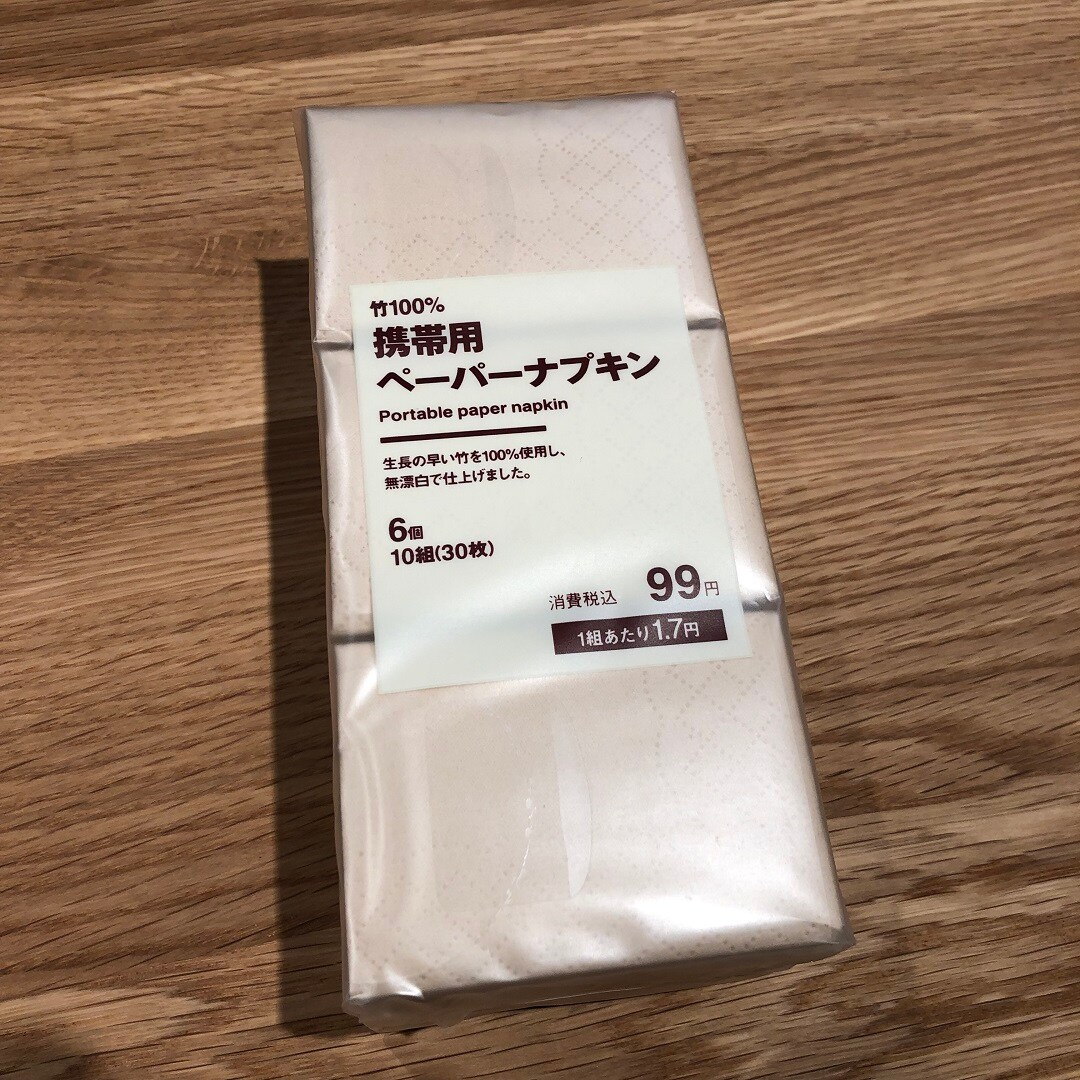 竹100%
携帯用
ペーパーナプキン
Portable paper napkin
生長の早い竹を100%使用し、
無漂白で仕上げました。
6個
10組(30枚)
消費税込 99円
1組あたり1.7円